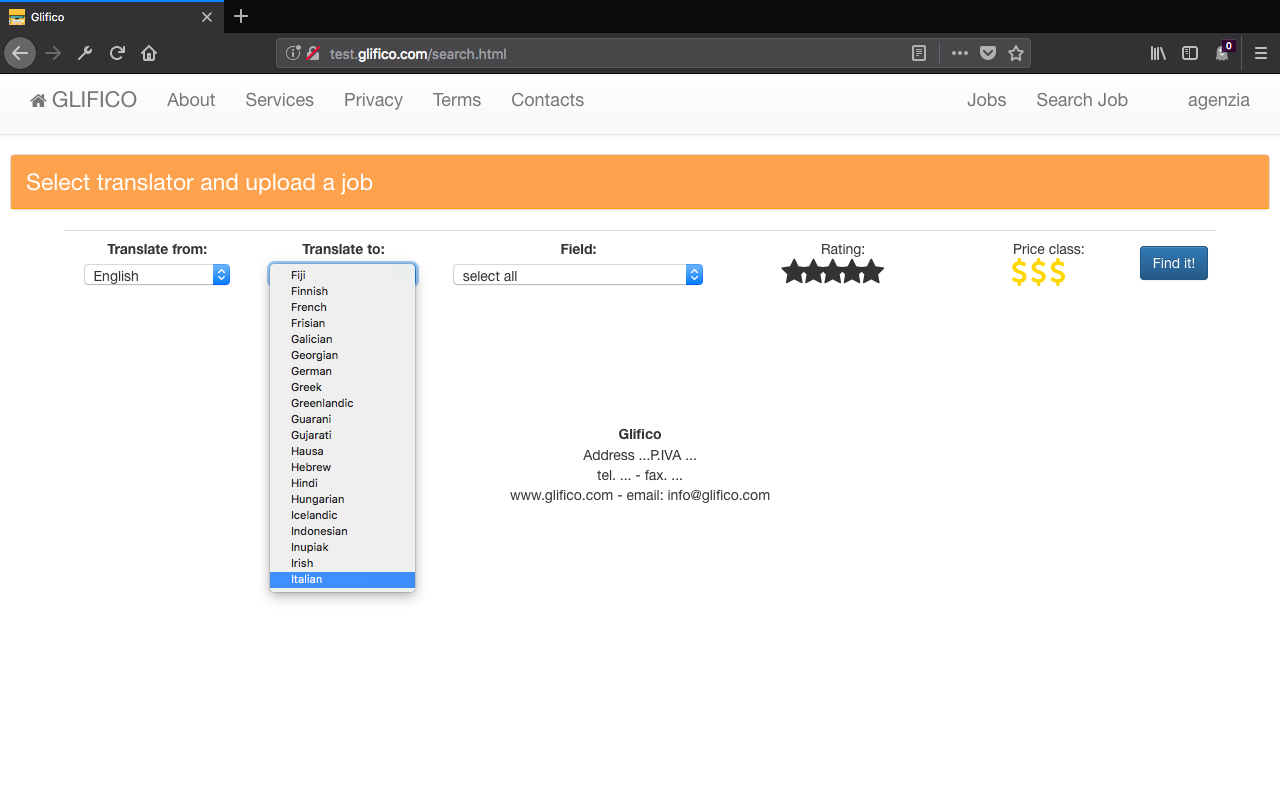 Glifico
test.glifico.com/search.html
0
GLIFICO About Services Privacy Terms Contacts Jobs Search Job agenzia
Select translator and upload a job
Translate from: Translate to: Field: Rating: Price class:
English select all $$$ Find it!
Fiji
Finnish
French
Frisian
Galician
Georgian
German
Greek
Greenlandic
Guarani
Gujarati
Hausa
Hebrew
Hindi
Hungarian
Icelandic
Indonesian
Inupiak
Irish
Italian
Glifico
Address ...P.IVA ...
tel. ... - fax. ...
www.glifico.com - email: info@glifico.com